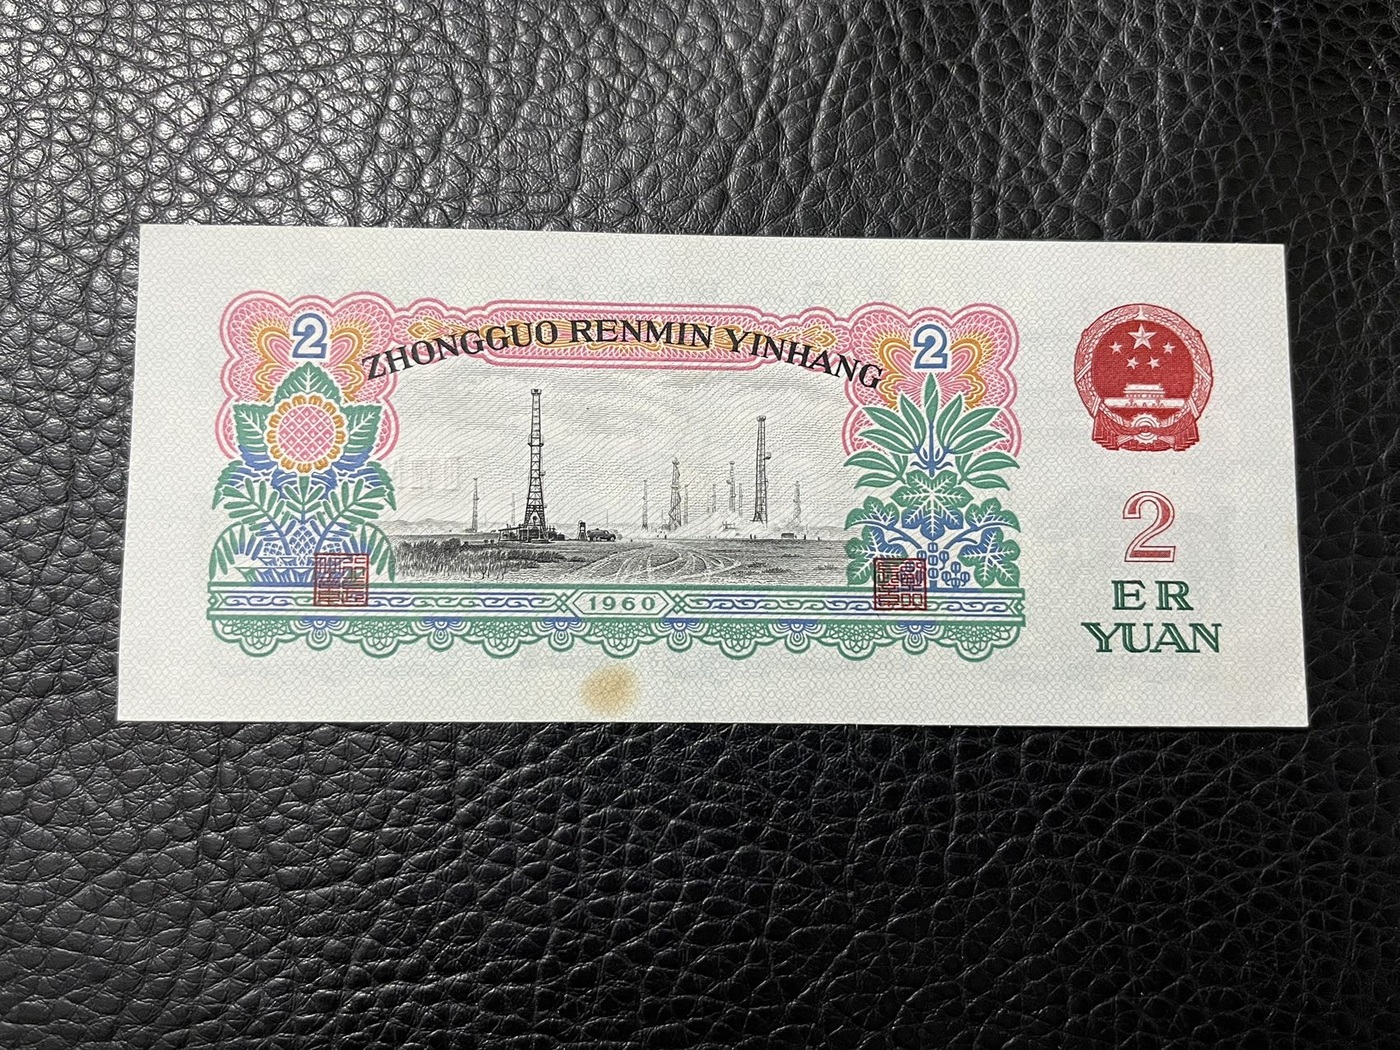 ZHONGGUO RENMIN YINHANG
2
2
1960
2
ER
YUAN